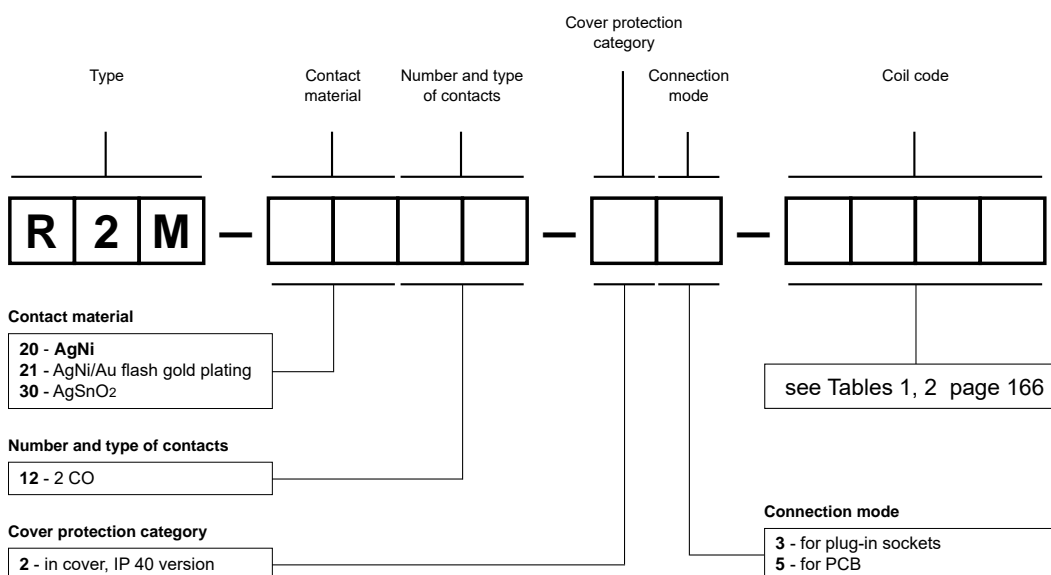 Cover protection
category
Type
Contact
material
Number and type
of contacts
Connection
mode
Coil code
R 2 M – – –
Contact material
20 - AgNi
21 - AgNi/Au flash gold plating
30 - AgSnO2
see Tables 1, 2 page 166
Number and type of contacts
12 - 2 CO
Cover protection category
2 - in cover, IP 40 version
Connection mode
3 - for plug-in sockets
5 - for PCB